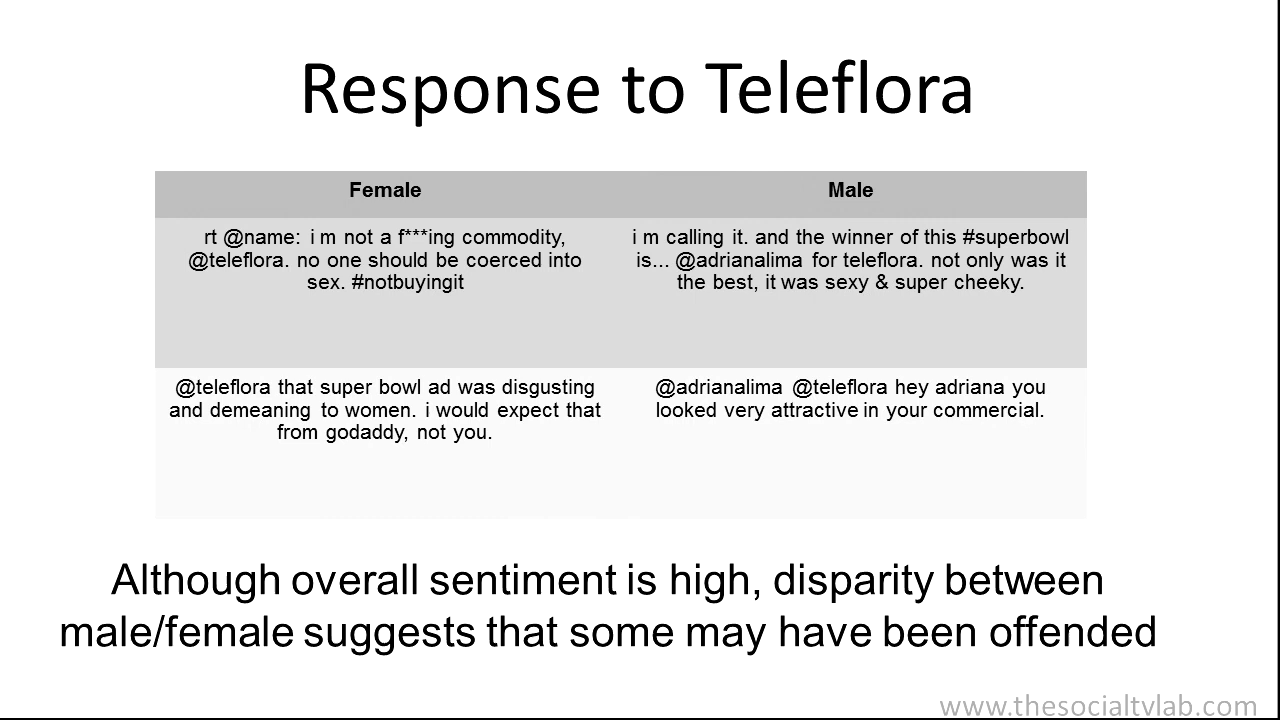 Response to Teleflora
Female
Male
rt @name: i m not a f***ing commodity,
@teleflora. no one should be coerced into
sex. #notbuyingit
i m calling it. and the winner of this #superbowl
is... @adrianalima for teleflora. not only was it
the best, it was sexy & super cheeky.
@teleflora that super bowl ad was disgusting
and demeaning to women. i would expect that
from godaddy, not you.
@adrianalima @teleflora hey adriana you
looked very attractive in your commercial.
Although overall sentiment is high, disparity between
male/female suggests that some may have been offended
www.thesocialtvlab.com